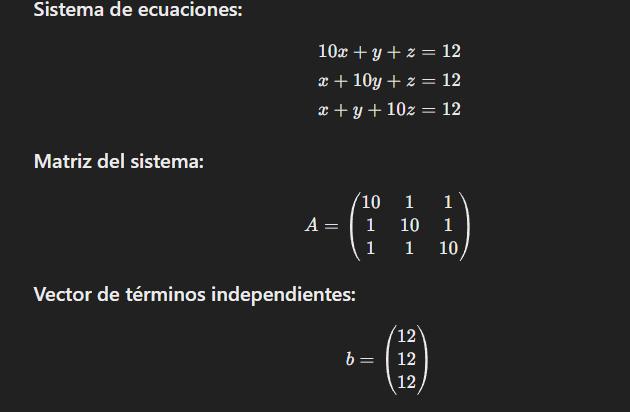 Sistema de ecuaciones:
10x + y + z = 12
x + 10y + z = 12
x + y + 10z = 12
Matriz del sistema:
10 1 1
A = 1 10 1
1 1 10
Vector de términos independientes:
12
b = 12
12